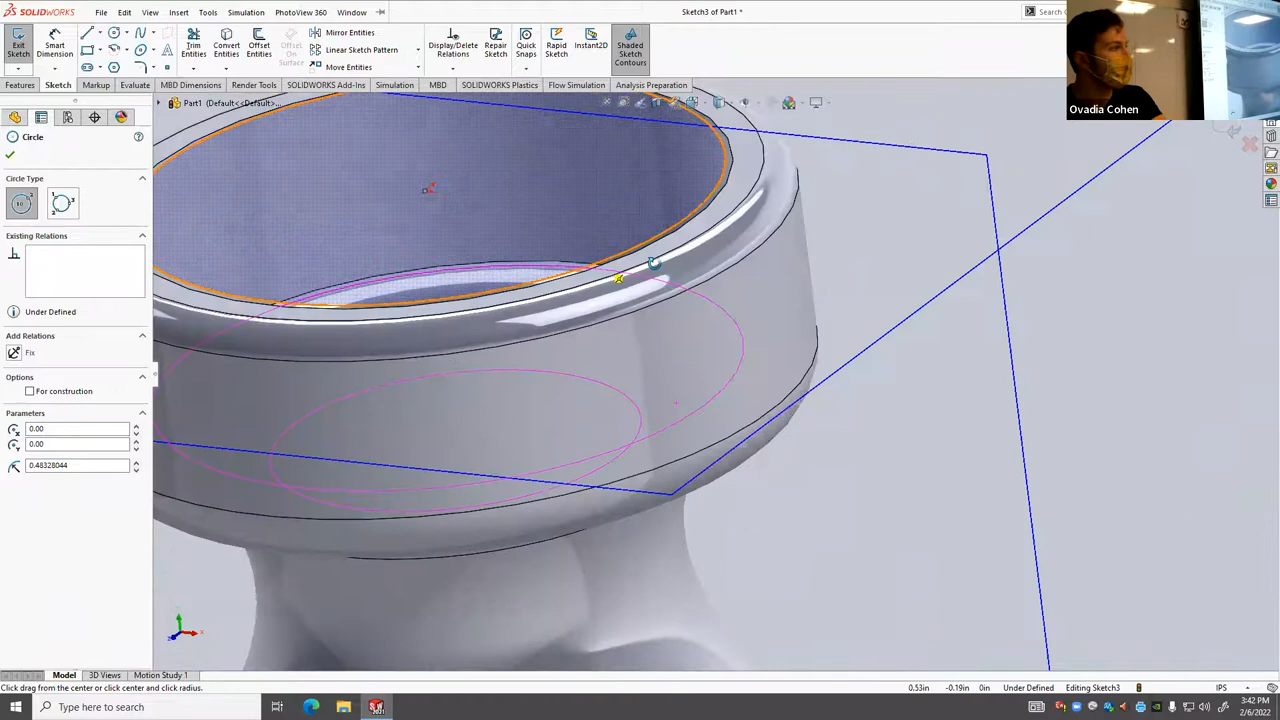 SOLIDWORKS File Edit View Insert Tools Simulation PhotoView 360 Window Sketch3 of Part1 *
Exit Sketch
Smart Dimension
Trim Entities
Convert Entities
Offset Entities
Offset On Surface
Mirror Entities
Linear Sketch Pattern
Move Entities
Display/Delete Relations
Repair Sketch
Quick Snaps
Rapid Sketch
Instant2D
Shaded Sketch Contours
Features Sketch Markup Evaluate MBD Dimensions Render Tools SOLIDWORKS Add-Ins Simulation MBD SOLIDWORKS Plastics Flow Simulation Analysis Preparation
Part1 (Default<<Default>...
Ovadia Cohen
Circle
Circle Type
Existing Relations
Under Defined
Add Relations
Fix
Options
For construction
Parameters
0.00
0.00
0.48328044
Model 3D Views Motion Study 1
Click drag from the center or click center and click radius. 0.53in -0.19in 0in Under Defined Editing Sketch3 IPS
Type here to search
3:42 PM
2/6/2022